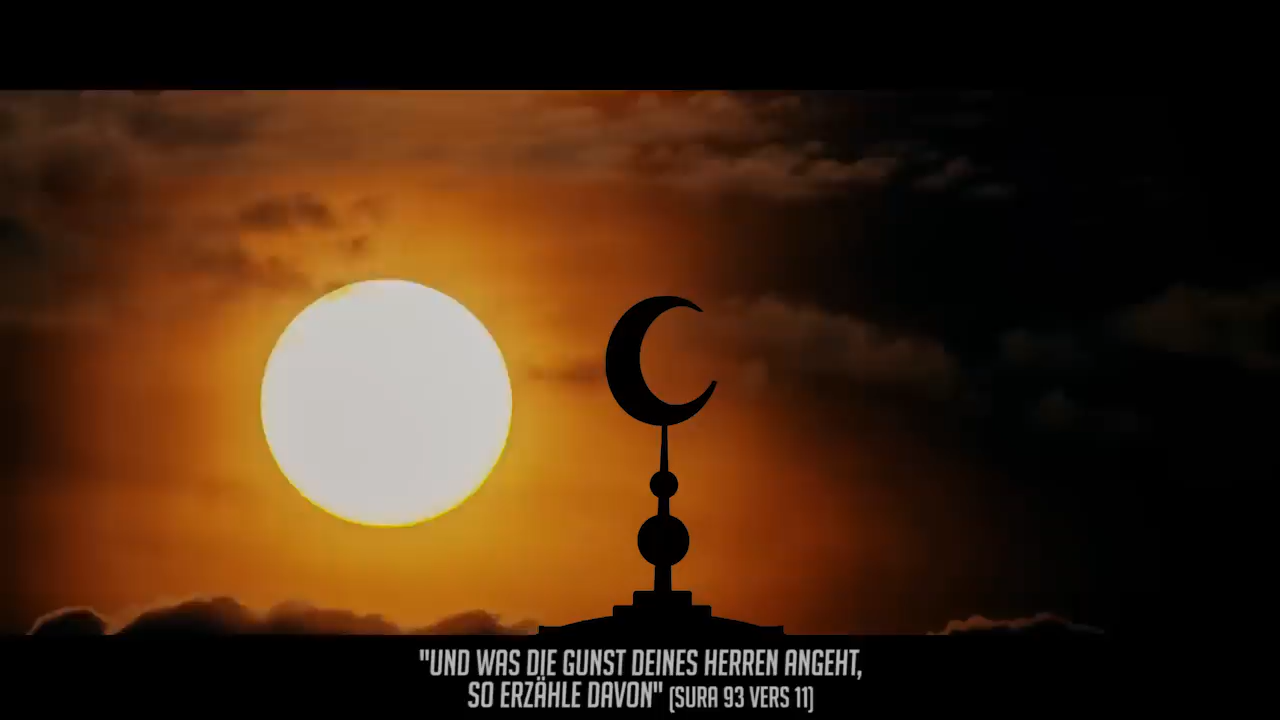 "UND WAS DIE GUNST DEINES HERREN ANGEHT,
SO ERZÄHLE DAVON" (SURA 93 VERS 11)